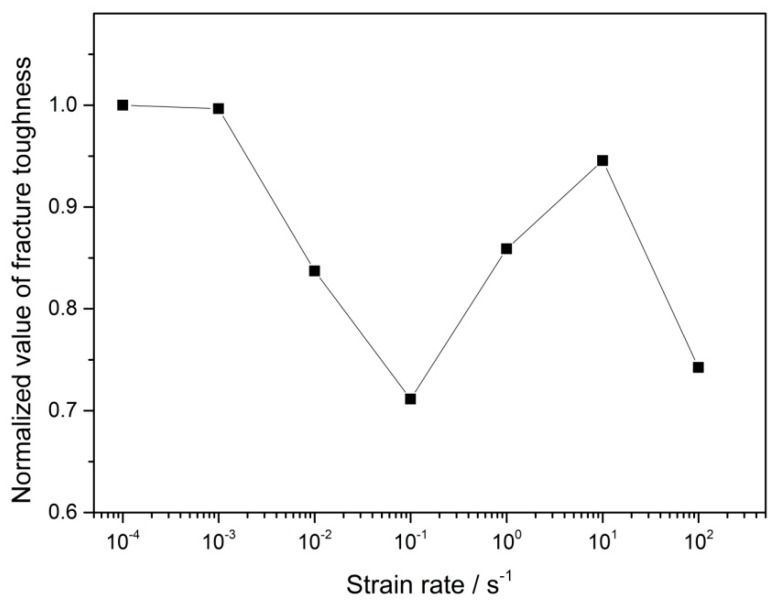 Normalized value of fracture toughness
1.0
0.9
0.8
0.7
0.6
10⁻⁴ 10⁻³ 10⁻² 10⁻¹ 10⁰ 10¹ 10²
Strain rate / s⁻¹